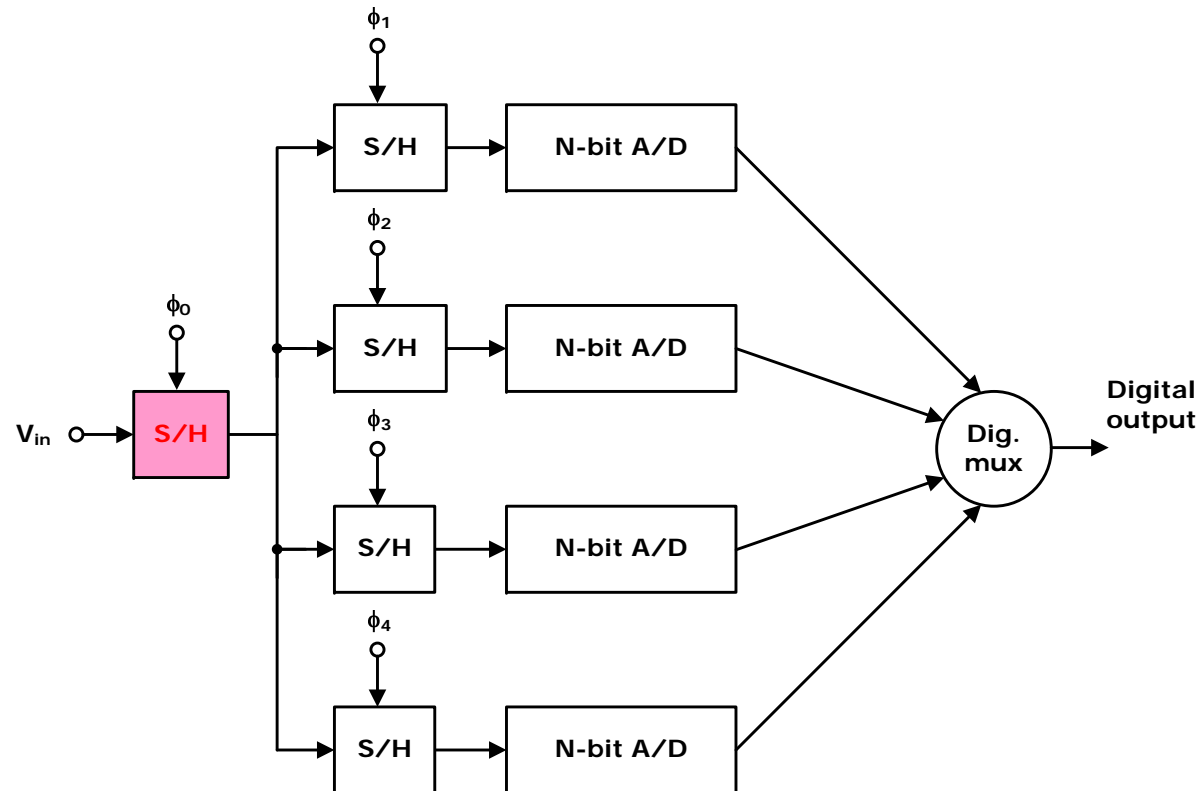 ϕ1
S/H
N-bit A/D
ϕ2
S/H
N-bit A/D
ϕ0
Vin
S/H
ϕ3
S/H
N-bit A/D
Dig.
mux
Digital
output
ϕ4
S/H
N-bit A/D